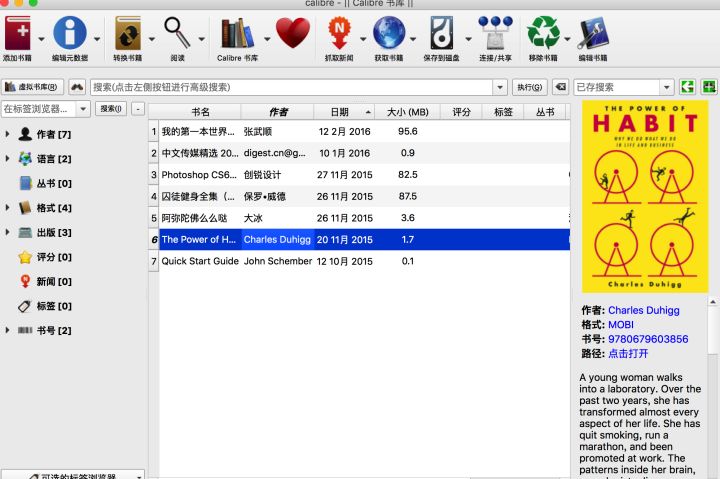 calibre - || Calibre 书库 ||
添加书籍 编辑元数据 转换书籍 阅读 Calibre 书库 抓取新闻 获取书籍 保存到磁盘 连接/共享 移除书籍 编辑书籍
虚拟书库(R) 搜索(点击左侧按钮进行高级搜索) 执行(G) 已存搜索
在标签浏览器... 搜索(I) -
作者 [7]
语言 [2]
丛书 [0]
格式 [4]
出版 [3]
评分 [0]
新闻 [0]
标签 [0]
书号 [2]
书名 作者 日期 大小 (MB) 评分 标签 丛书
1 我的第一本世界... 张武顺 12 2月 2016 95.6
2 中文传媒精选 20... digest.cn@g... 10 1月 2016 0.9
3 Photoshop CS6... 创锐设计 27 11月 2015 82.5
4 囚徒健身全集（... 保罗•威德 26 11月 2015 87.5
5 阿弥陀佛么么哒 大冰 26 11月 2015 3.6
6 The Power of H... Charles Duhigg 20 11月 2015 1.7
7 Quick Start Guide John Schember 12 10月 2015 0.1
THE POWER OF
HABIT
WHY WE DO WHAT WE DO
IN LIFE AND BUSINESS
Charles Duhigg
作者: Charles Duhigg
格式: MOBI
书号: 9780679603856
路径: 点击打开
A young woman walks
into a laboratory. Over the
past two years, she has
transformed almost every
aspect of her life. She has
quit smoking, run a
marathon, and been
promoted at work. The
patterns inside her brain,
可选的标签浏览器